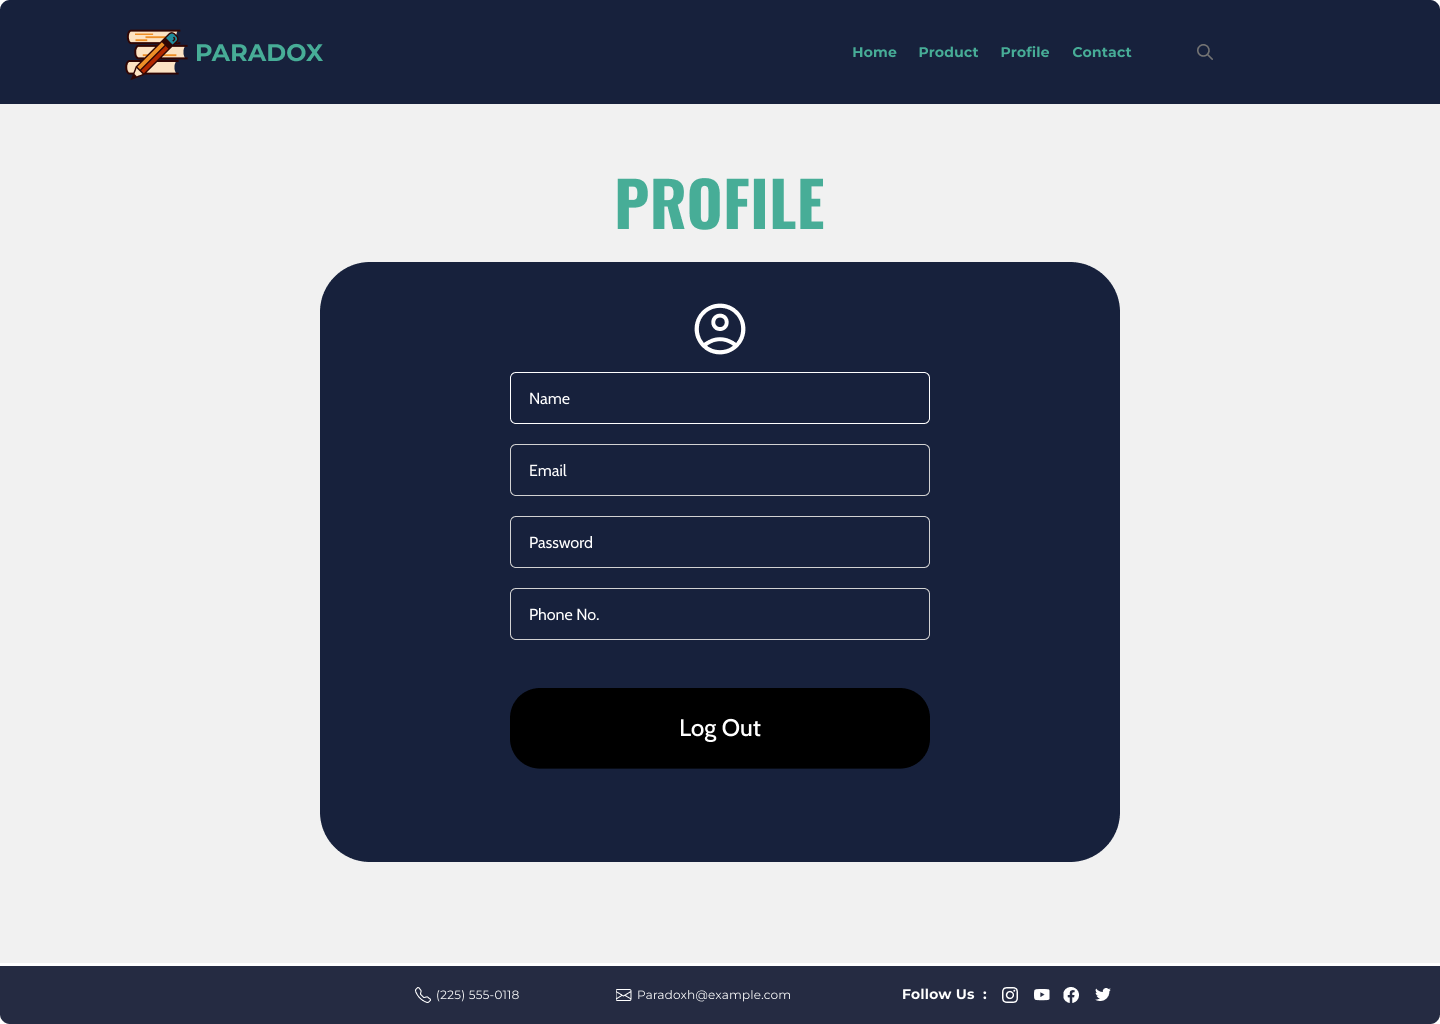 PARADOX
Home Product Profile Contact
PROFILE
Name
Email
Password
Phone No.
Log Out
(225) 555-0118 Paradoxh@example.com Follow Us :